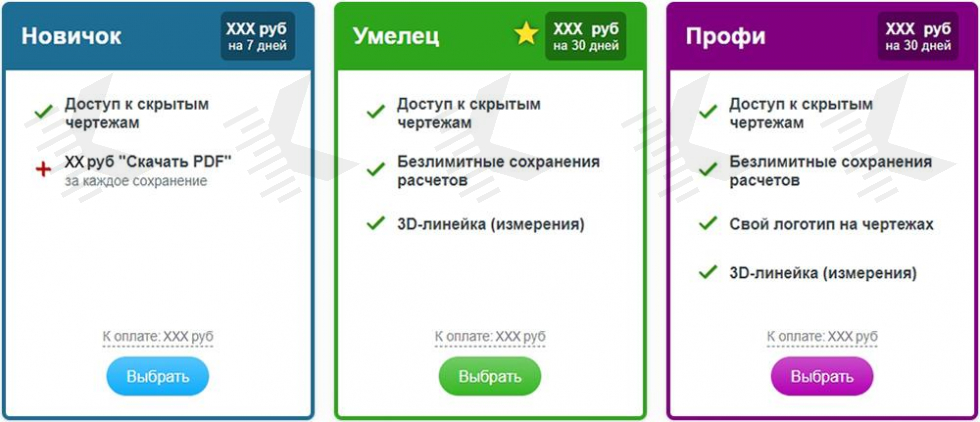 Новичок
XXX руб
на 7 дней
Доступ к скрытым
чертежам
XX руб "Скачать PDF"
за каждое сохранение
К оплате: XXX руб
Выбрать
Умелец
XXX руб
на 30 дней
Доступ к скрытым
чертежам
Безлимитные сохранения
расчетов
3D-линейка (измерения)
К оплате: XXX руб
Выбрать
Профи
XXX руб
на 30 дней
Доступ к скрытым
чертежам
Безлимитные сохранения
расчетов
Свой логотип на чертежах
3D-линейка (измерения)
К оплате: XXX руб
Выбрать